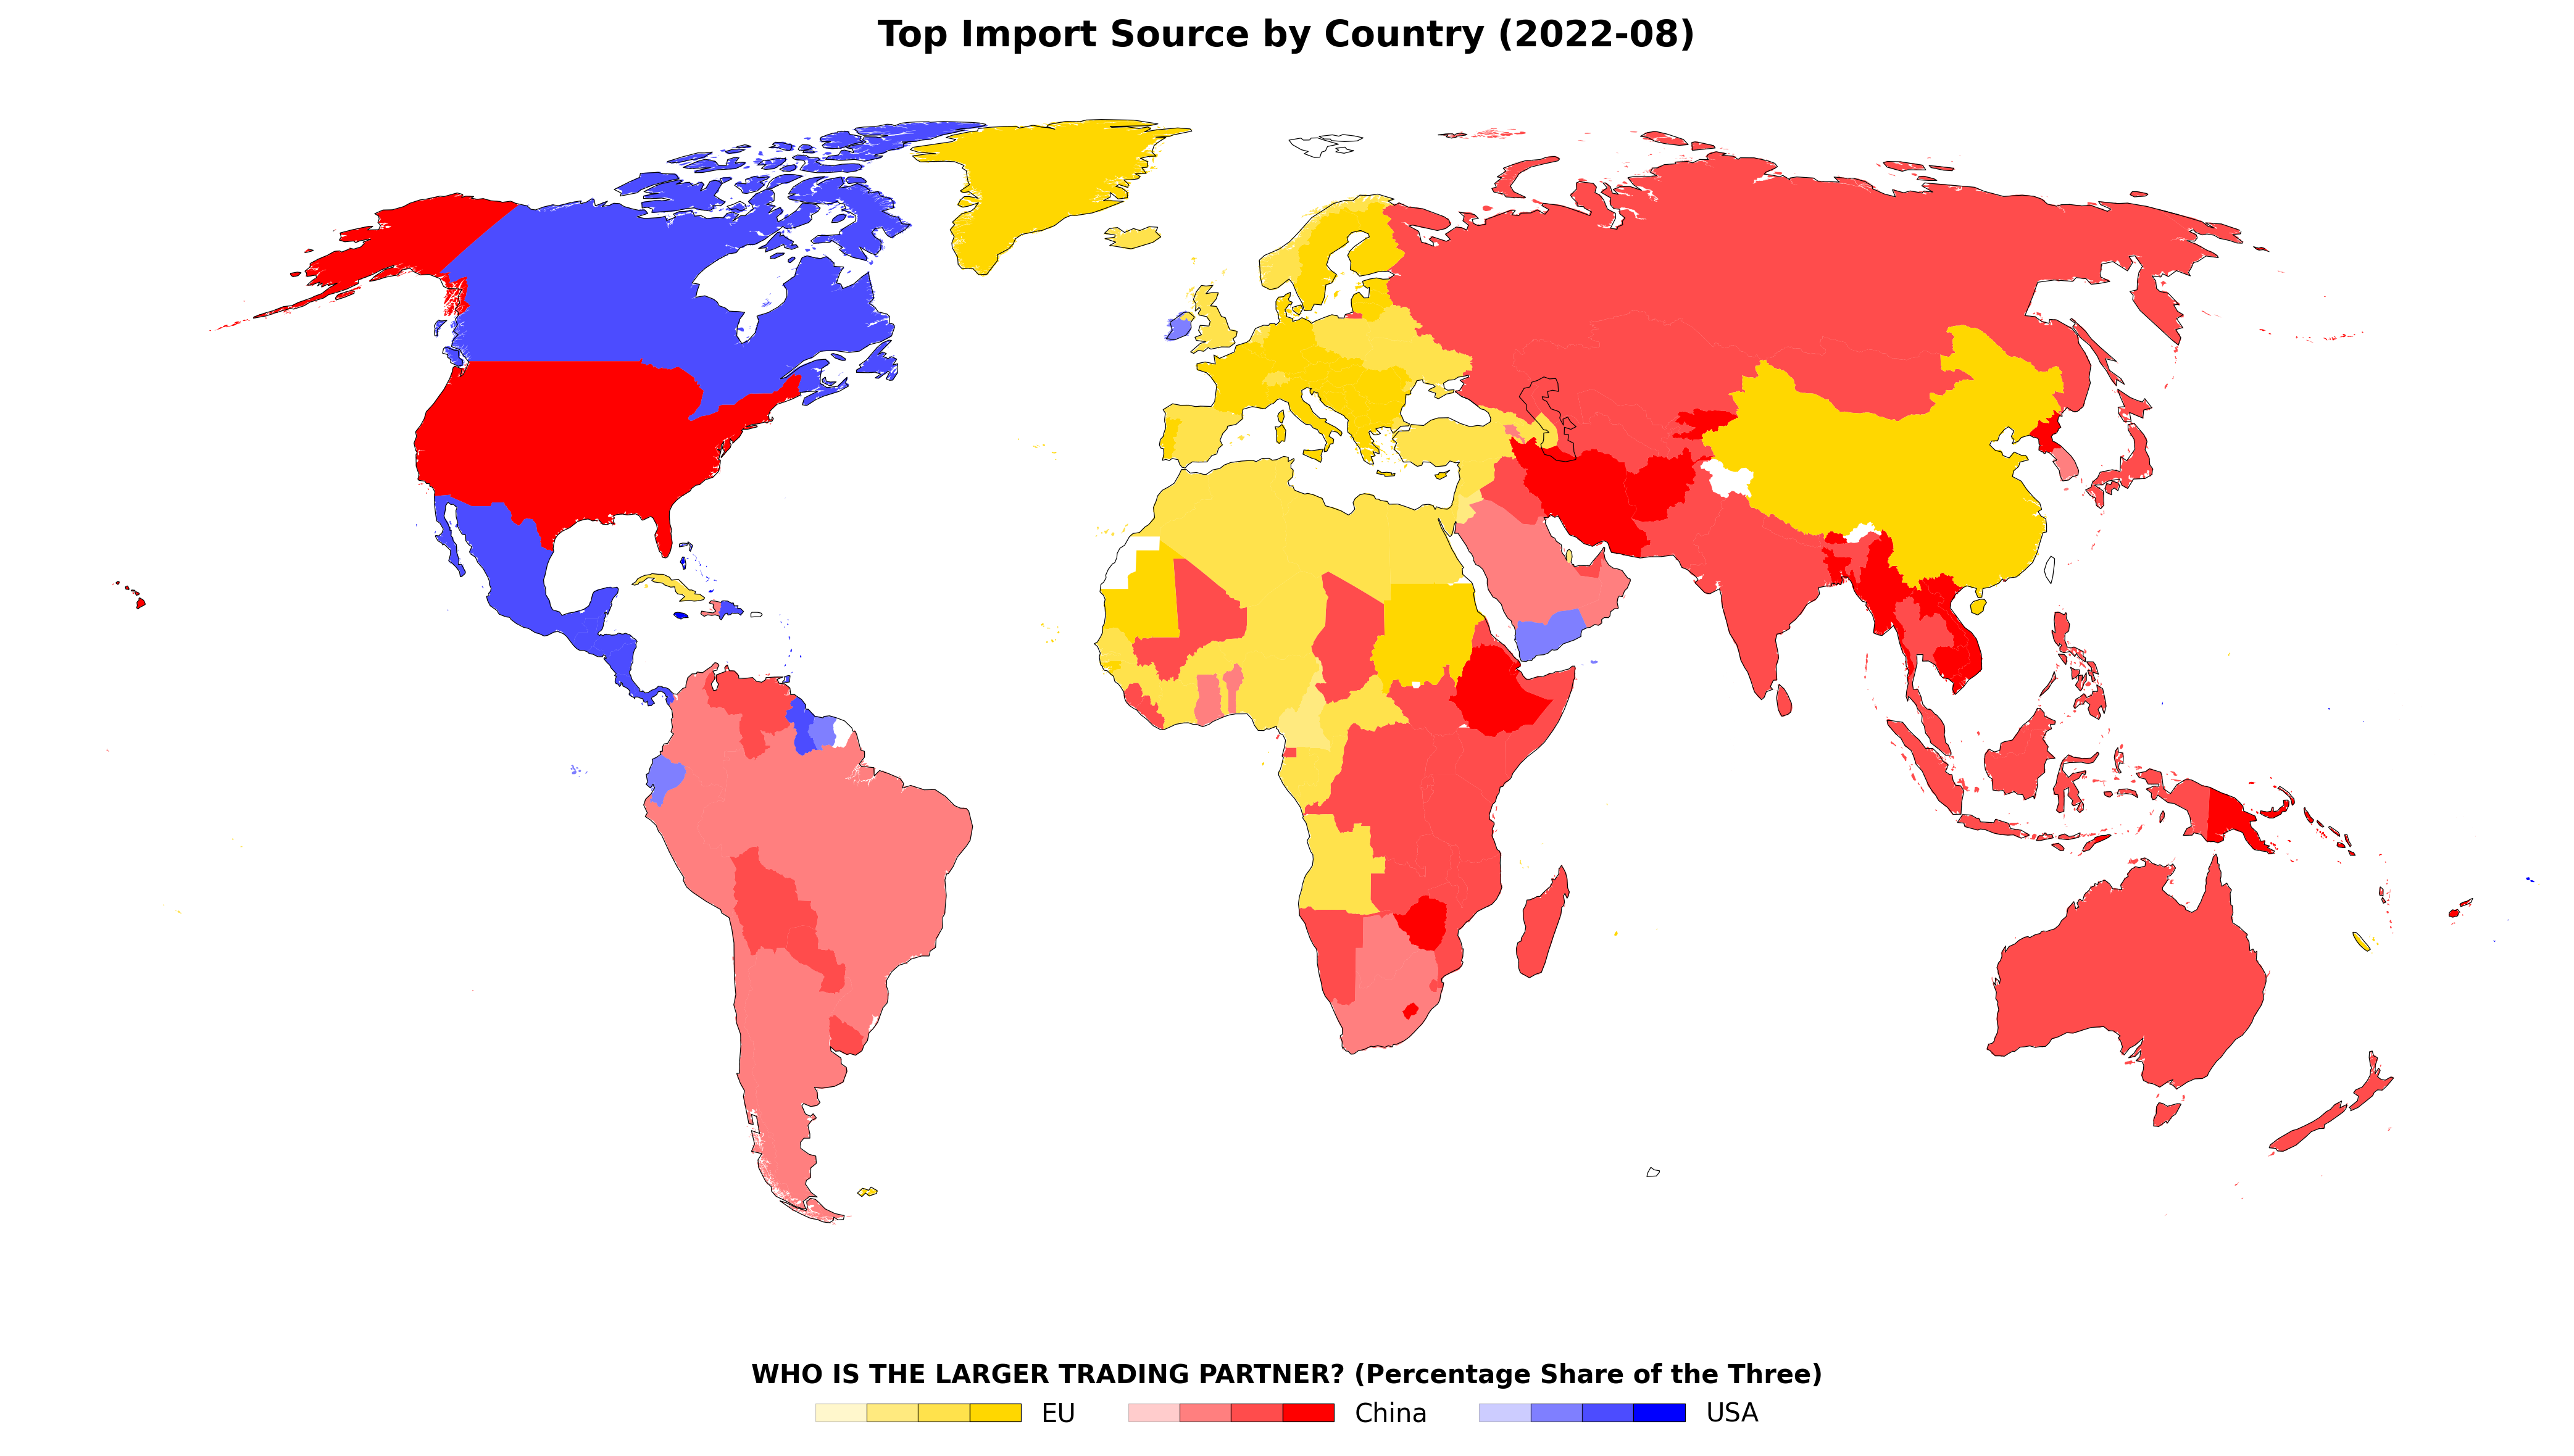 Top Import Source by Country (2022-08)
WHO IS THE LARGER TRADING PARTNER? (Percentage Share of the Three)
EU China USA